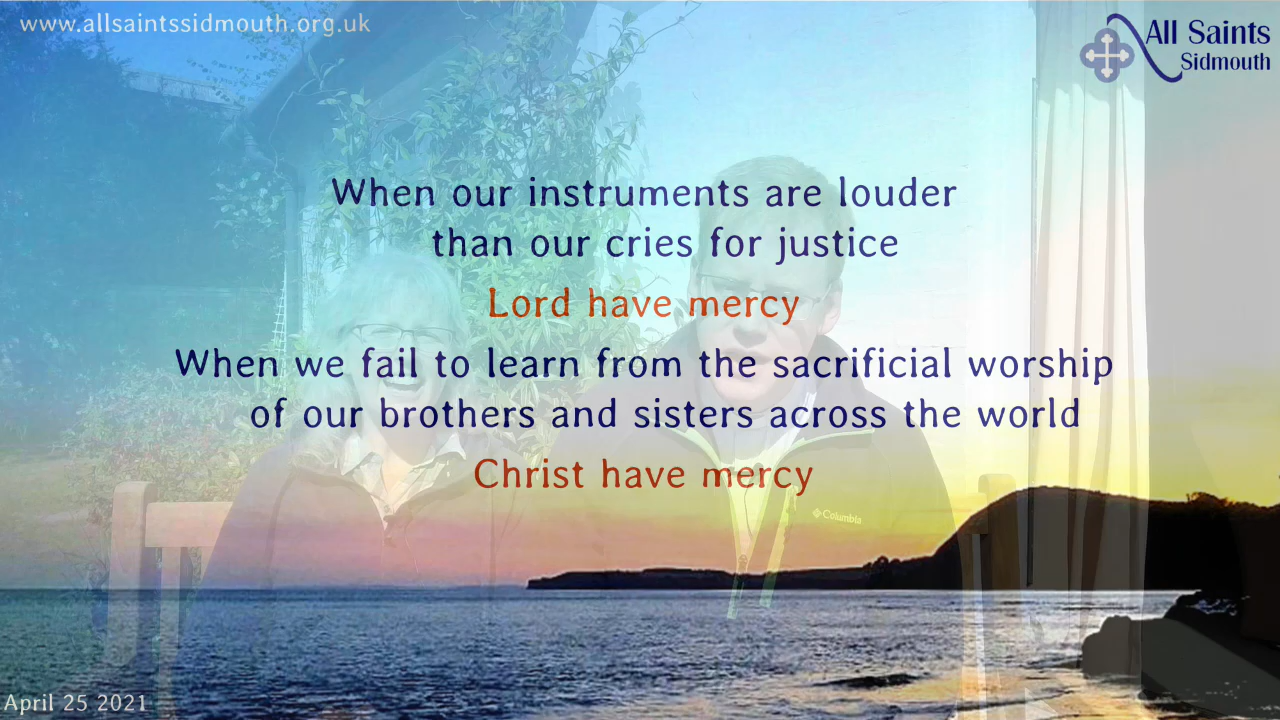 www.allsaintssidmouth.org.uk
All Saints
Sidmouth
When our instruments are louder
than our cries for justice
Lord have mercy
When we fail to learn from the sacrificial worship
of our brothers and sisters across the world
Christ have mercy
Columbia
April 25 2021